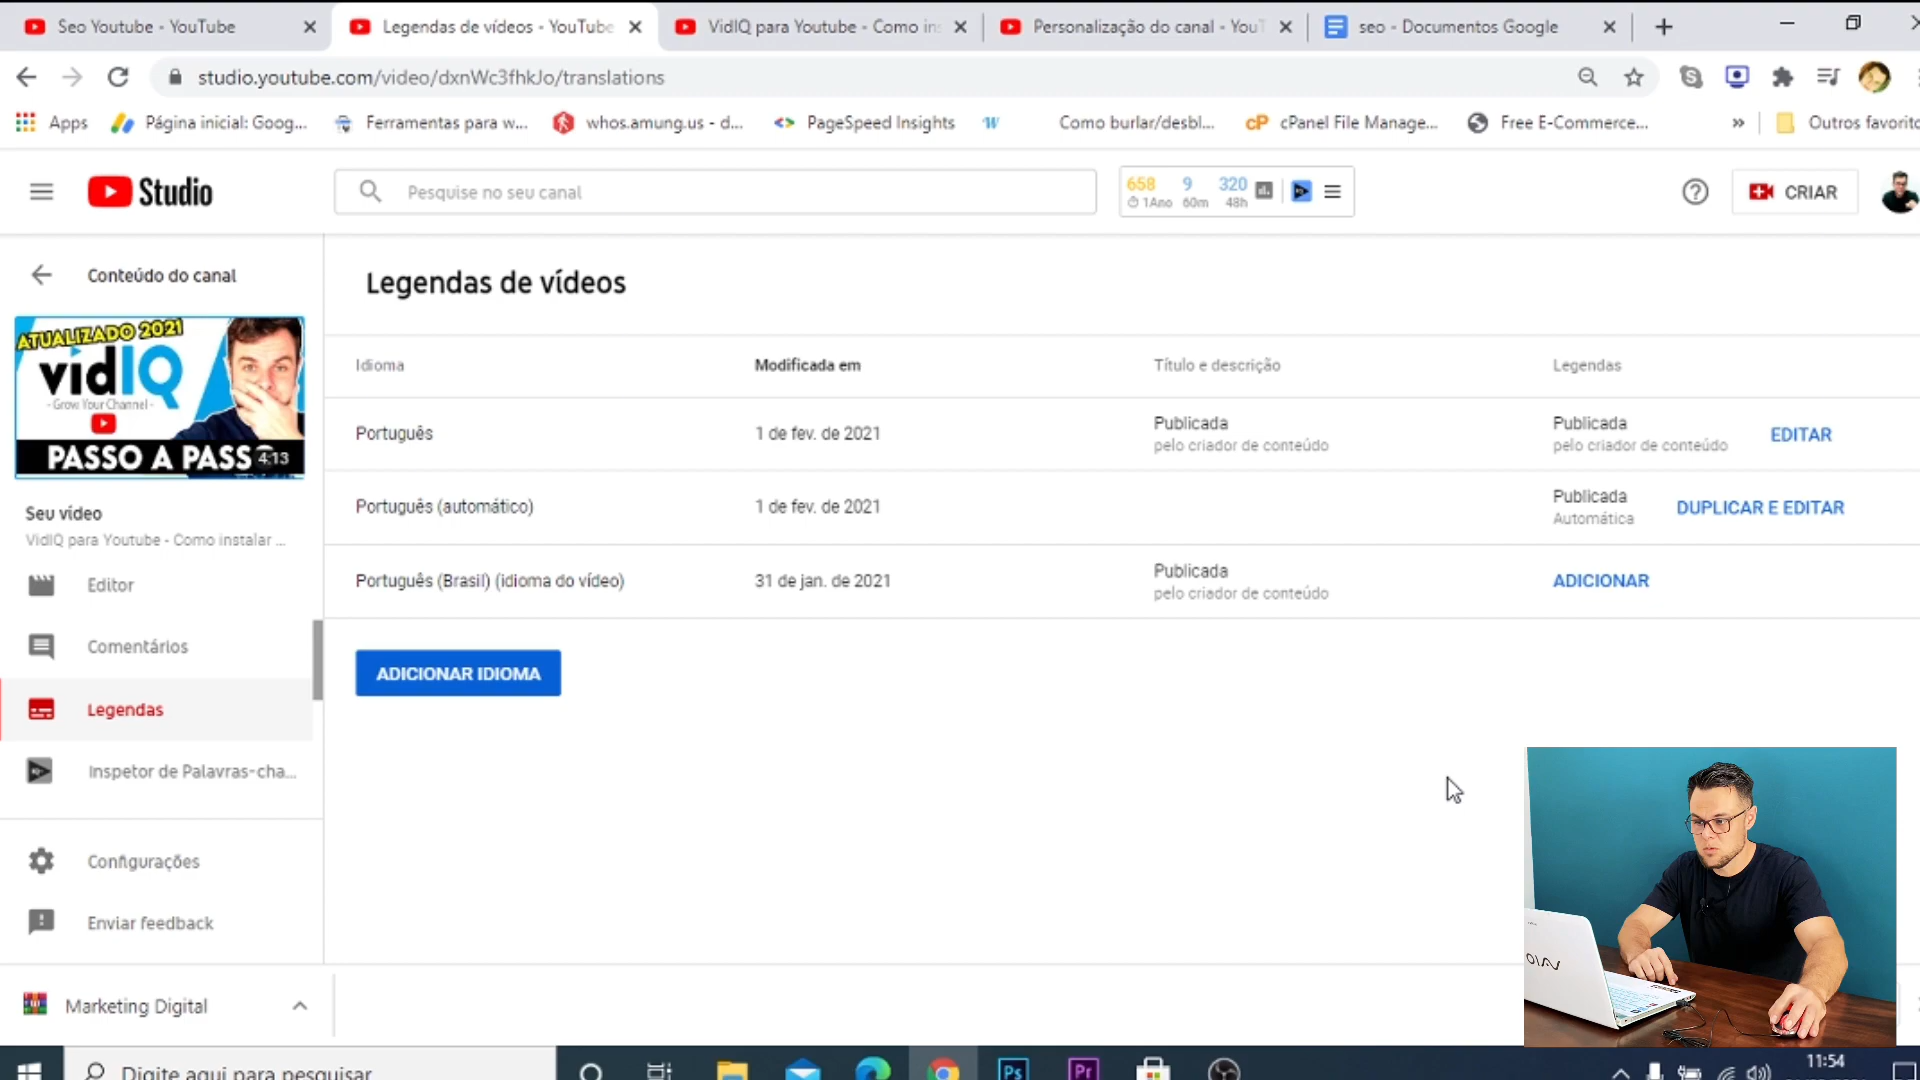 Seo Youtube - YouTube
Legendas de vídeos - YouTube
VidIQ para Youtube - Como in
Personalização do canal - You
seo - Documentos Google
studio.youtube.com/video/dxnWc3fhkJo/translations
Apps
Página inicial: Goog...
Ferramentas para w...
whos.amung.us - d...
PageSpeed Insights
Como burlar/desbl...
cP
cPanel File Manage...
Free E-Commerce...
»
Outros favorito
Studio
Pesquise no seu canal
658 9 320
1Ano 60m 48h
CRIAR
Conteúdo do canal
Legendas de vídeos
ATUALIZADO 2021
vidIQ
- Grow Your Channel -
PASSO A PASS
4:13
Idioma
Modificada em
Título e descrição
Legendas
Português
1 de fev. de 2021
Publicada
pelo criador de conteúdo
Publicada
pelo criador de conteúdo
EDITAR
Português (automático)
1 de fev. de 2021
Publicada
Automática
DUPLICAR E EDITAR
Português (Brasil) (idioma do vídeo)
31 de jan. de 2021
Publicada
pelo criador de conteúdo
ADICIONAR
ADICIONAR IDIOMA
Seu vídeo
VidIQ para Youtube - Como instalar ...
Editor
Comentários
Legendas
Inspetor de Palavras-cha...
Configurações
Enviar feedback
VAIO
Marketing Digital
Digite aqui para pesquisar
Ps
Pr
11:54